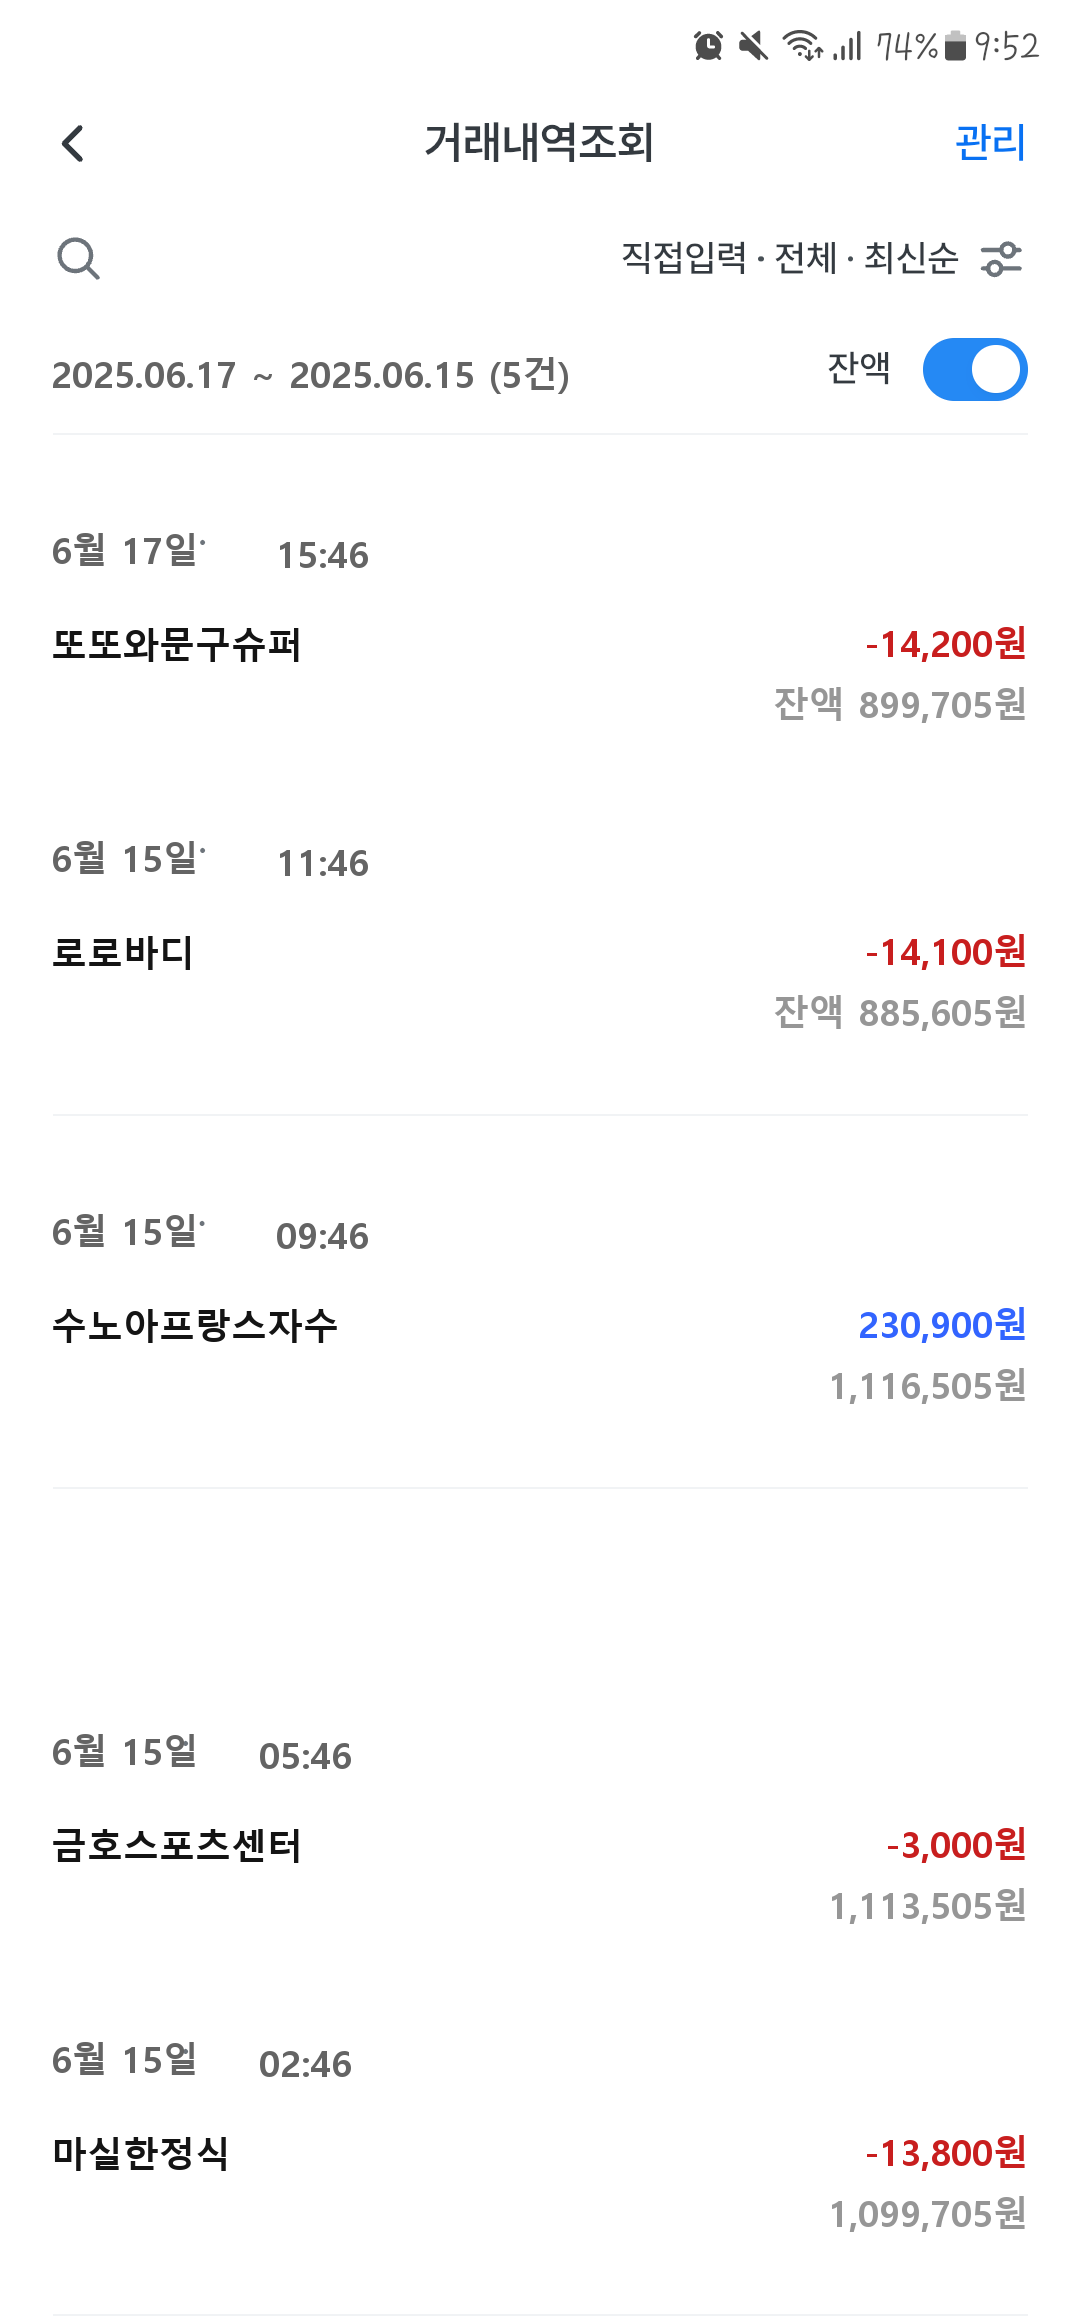 74% 9:52
거래내역조회 관리
직접입력 · 전체 · 최신순
2025.06.17 ~ 2025.06.15 (5건) 잔액
6월 17일· 15:46
또또와문구슈퍼 -14,200원
잔액 899,705원
6월 15일· 11:46
로로바디 -14,100원
잔액 885,605원
6월 15일· 09:46
수노아프랑스자수 230,900원
1,116,505원
6월 15일 05:46
금호스포츠센터 -3,000원
1,113,505원
6월 15일 02:46
마실한정식 -13,800원
1,099,705원